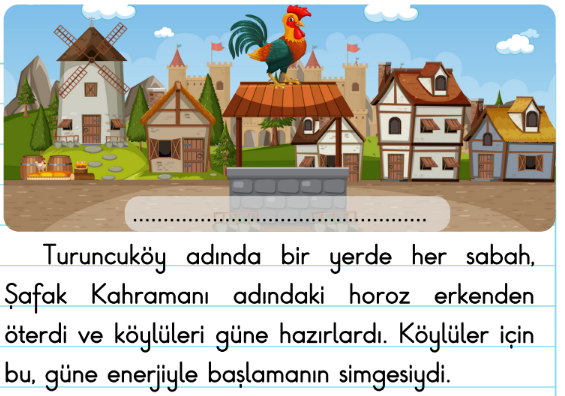 ................................................
Turuncuköy adında bir yerde her sabah,
Şafak Kahramanı adındaki horoz erkenden
öterdi ve köylüleri güne hazırlardı. Köylüler için
bu, güne enerjiyle başlamanın simgesiydi.